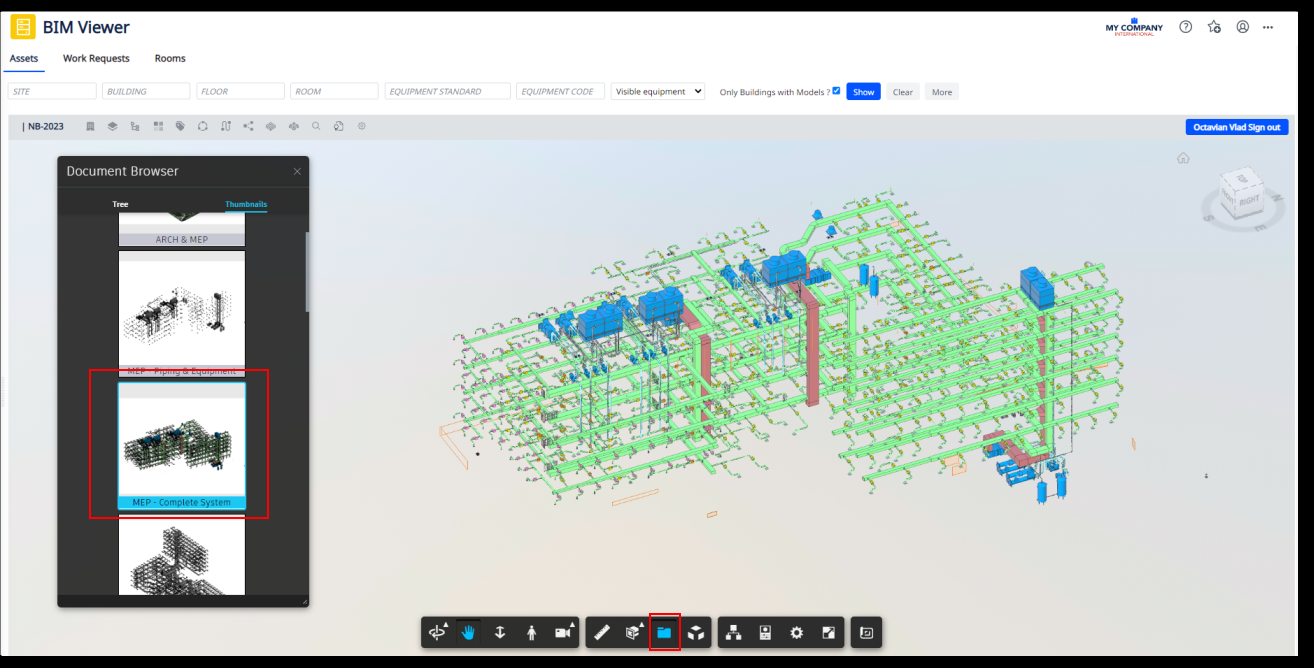 BIM Viewer
MY COMPANY
INTERNATIONAL
Assets Work Requests Rooms
SITE BUILDING FLOOR ROOM EQUIPMENT STANDARD EQUIPMENT CODE Visible equipment Only Buildings with Models ? Show Clear More
| NB-2023
Octavian Vlad Sign out
Document Browser
Tree Thumbnails
ARCH & MEP
MEP - Piping & Equipment
MEP - Complete System
RIGHT